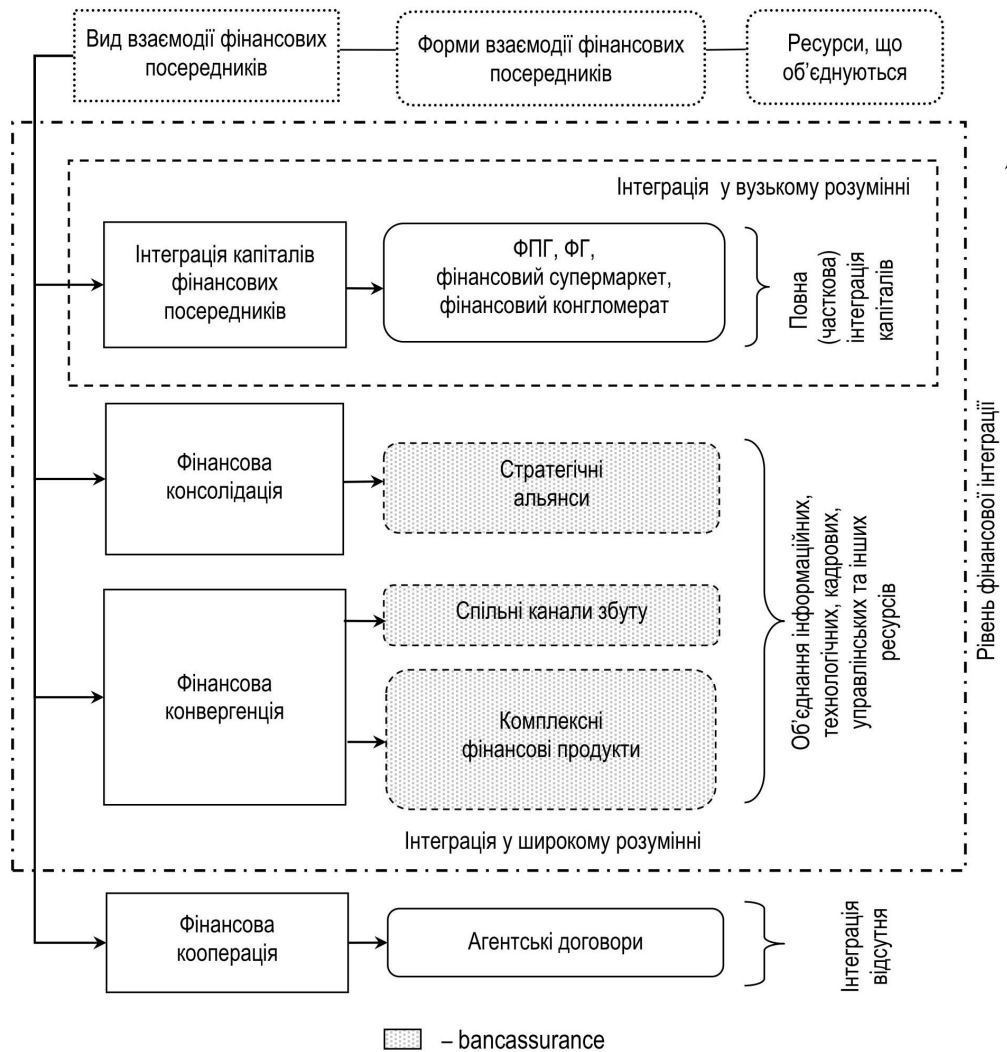 Вид взаємодії фінансових
посередників
Форми взаємодії фінансових
посередників
Ресурси, що
об’єднуються
Інтеграція у вузькому розумінні
Інтеграція капіталів
фінансових
посередників
ФПГ, ФГ,
фінансовий супермаркет,
фінансовий конгломерат
Повна
(часткова)
інтеграція
капіталів
Фінансова
консолідація
Стратегічні
альянси
Фінансова
конвергенція
Спільні канали збуту
Комплексні
фінансові продукти
Об’єднання інформаційних,
технологічних, кадрових,
управлінських та інших
ресурсів
Інтеграція у широкому розумінні
Рівень фінансової інтеграції
Фінансова
кооперація
Агентські договори
Інтеграція
відсутня
– bancassurance